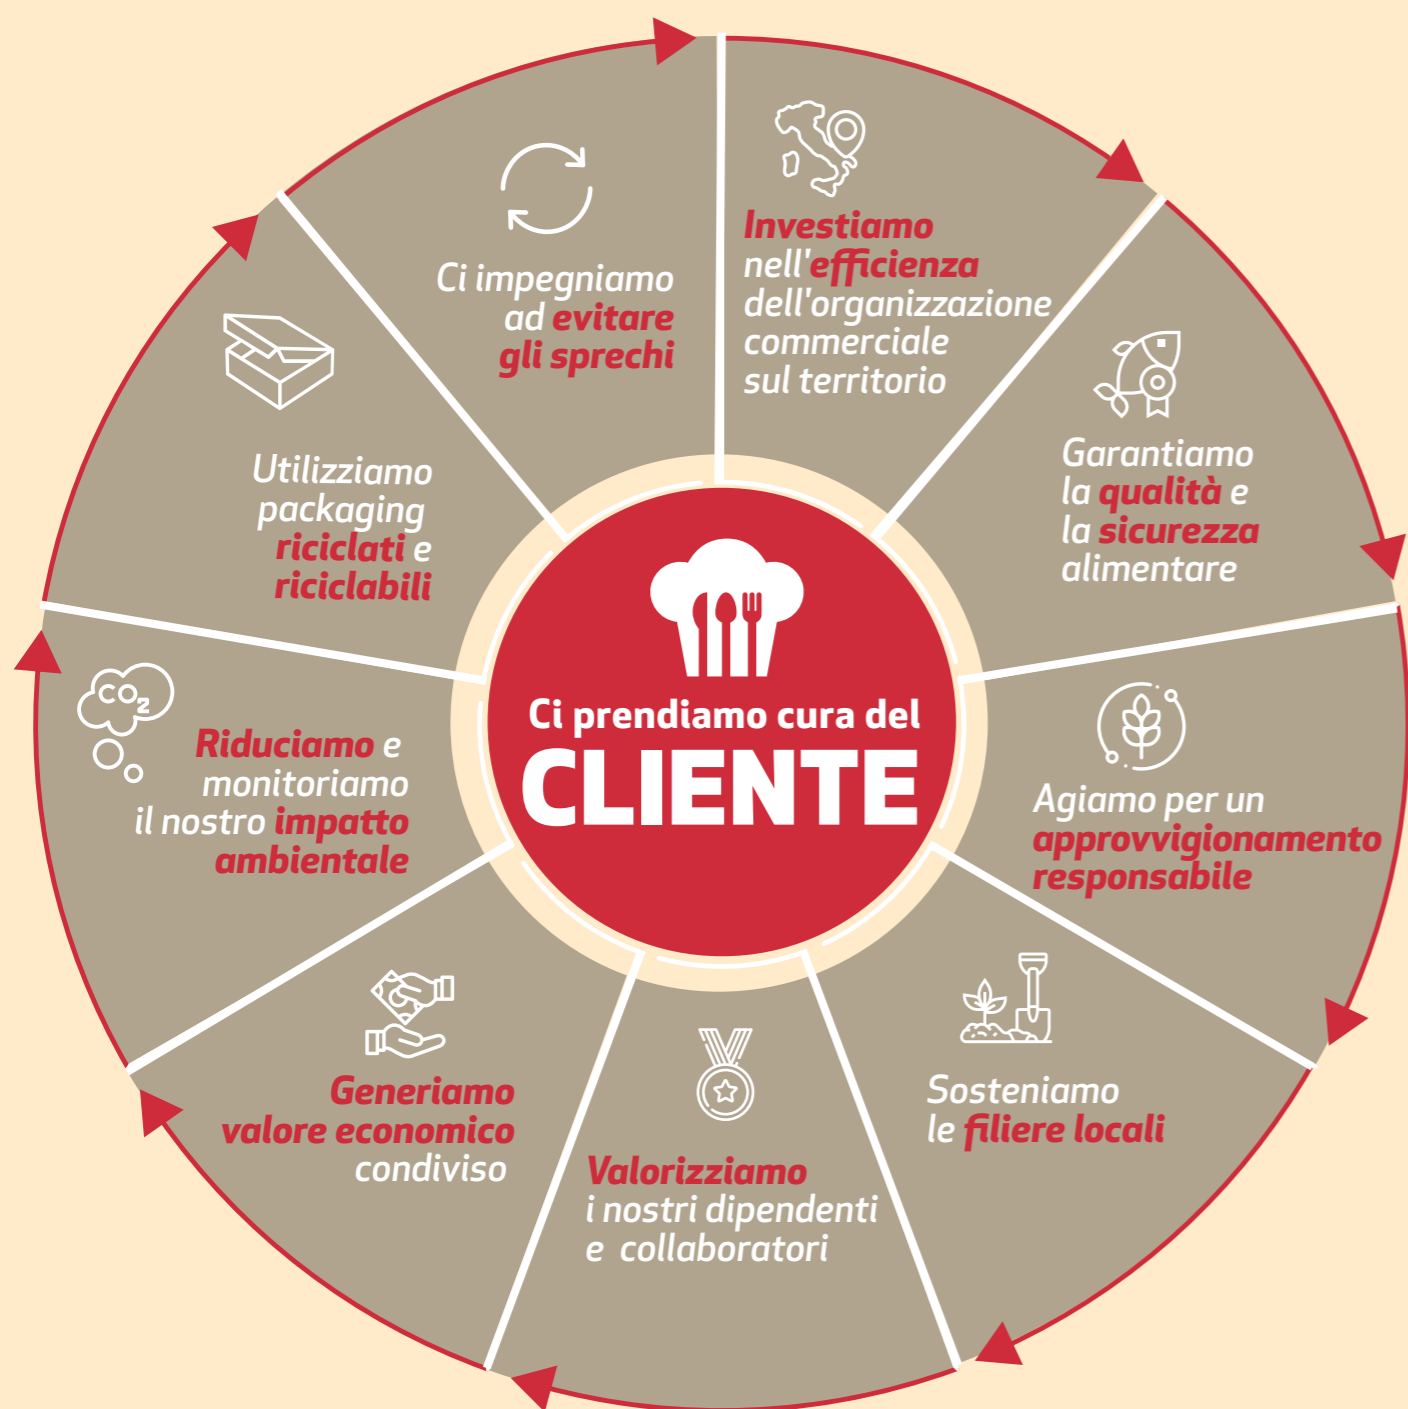 Ci prendiamo cura del
CLIENTE
Investiamo
nell'efficienza
dell'organizzazione
commerciale
sul territorio
Garantiamo
la qualità e
la sicurezza
alimentare
Agiamo per un
approvvigionamento
responsabile
Sosteniamo
le filiere locali
Valorizziamo
i nostri dipendenti
e collaboratori
Generiamo
valore economico
condiviso
CO2
Riduciamo e
monitoriamo
il nostro impatto
ambientale
Utilizziamo
packaging
riciclati e
riciclabili
Ci impegniamo
ad evitare
gli sprechi